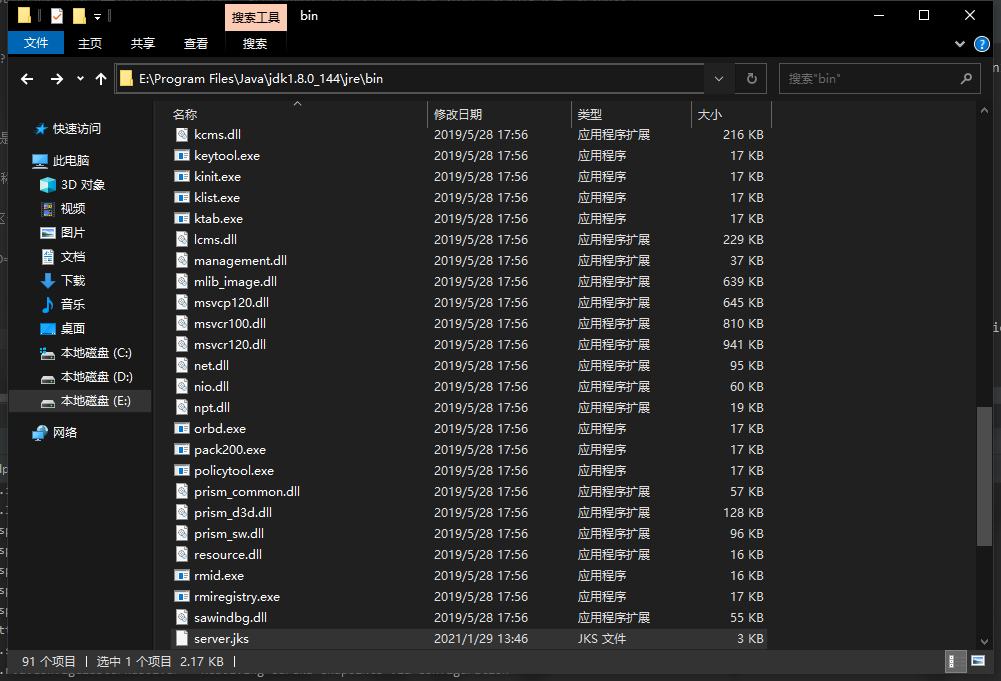 搜索工具 bin
文件 主页 共享 查看 搜索
E:\Program Files\Java\jdk1.8.0_144\jre\bin 搜索"bin"
名称 修改日期 类型 大小
快速访问
此电脑
3D 对象
视频
图片
文档
下载
音乐
桌面
本地磁盘 (C:)
本地磁盘 (D:)
本地磁盘 (E:)
网络
kcms.dll 2019/5/28 17:56 应用程序扩展 216 KB
keytool.exe 2019/5/28 17:56 应用程序 17 KB
kinit.exe 2019/5/28 17:56 应用程序 17 KB
klist.exe 2019/5/28 17:56 应用程序 17 KB
ktab.exe 2019/5/28 17:56 应用程序 17 KB
lcms.dll 2019/5/28 17:56 应用程序扩展 229 KB
management.dll 2019/5/28 17:56 应用程序扩展 37 KB
mlib_image.dll 2019/5/28 17:56 应用程序扩展 639 KB
msvcp120.dll 2019/5/28 17:56 应用程序扩展 645 KB
msvcr100.dll 2019/5/28 17:56 应用程序扩展 810 KB
msvcr120.dll 2019/5/28 17:56 应用程序扩展 941 KB
net.dll 2019/5/28 17:56 应用程序扩展 95 KB
nio.dll 2019/5/28 17:56 应用程序扩展 60 KB
npt.dll 2019/5/28 17:56 应用程序扩展 19 KB
orbd.exe 2019/5/28 17:56 应用程序 17 KB
pack200.exe 2019/5/28 17:56 应用程序 17 KB
policytool.exe 2019/5/28 17:56 应用程序 17 KB
prism_common.dll 2019/5/28 17:56 应用程序扩展 57 KB
prism_d3d.dll 2019/5/28 17:56 应用程序扩展 128 KB
prism_sw.dll 2019/5/28 17:56 应用程序扩展 96 KB
resource.dll 2019/5/28 17:56 应用程序扩展 16 KB
rmid.exe 2019/5/28 17:56 应用程序 16 KB
rmiregistry.exe 2019/5/28 17:56 应用程序 17 KB
sawindbg.dll 2019/5/28 17:56 应用程序扩展 55 KB
server.jks 2021/1/29 13:46 JKS 文件 3 KB
91 个项目 选中 1 个项目 2.17 KB